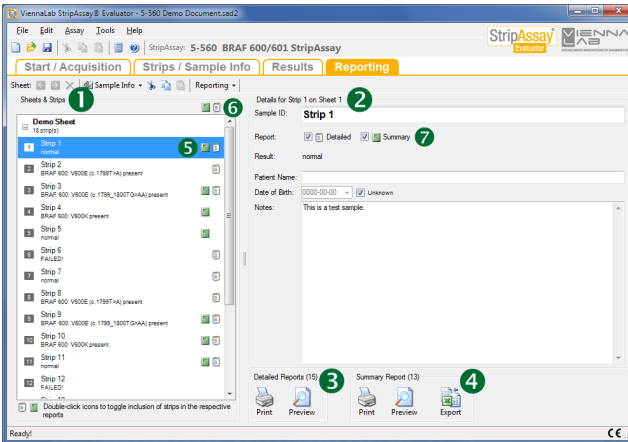 ViennaLab StripAssay® Evaluator - 5-560 Demo Document.sad2
File Edit Assay Tools Help
StripAssay: 5-560 BRAF 600/601 StripAssay
StripAssay® Evaluator
VIENNA LAB
Start / Acquisition Strips / Sample Info Results Reporting
Sheet: Sample Info Reporting
Sheets & Strips 1
6
Demo Sheet
18 strip(s)
1 Strip 1
normal
5
2 Strip 2
BRAF 600: V600E (c.1799T>A) present
3 Strip 3
BRAF 600: V600E (c.1799_1800TG>AA) present
4 Strip 4
BRAF 600: V600K present
5 Strip 5
normal
6 Strip 6
FAILED!
7 Strip 7
normal
8 Strip 8
BRAF 600: V600E (c.1799T>A) present
9 Strip 9
BRAF 600: V600E (c.1799_1800TG>AA) present
10 Strip 10
BRAF 600: V600K present
11 Strip 11
normal
12 Strip 12
FAILED!
Double-click icons to toggle inclusion of strips in the respective
reports
Details for Strip 1 on Sheet 1 2
Sample ID: Strip 1
Report: Detailed Summary 7
Result: normal
Patient Name:
Date of Birth: 0000-00-00 Unknown
Notes: This is a test sample.
Detailed Reports (15) 3
Print Preview
Summary Report (13) 4
Print Preview Export
Ready!
CE